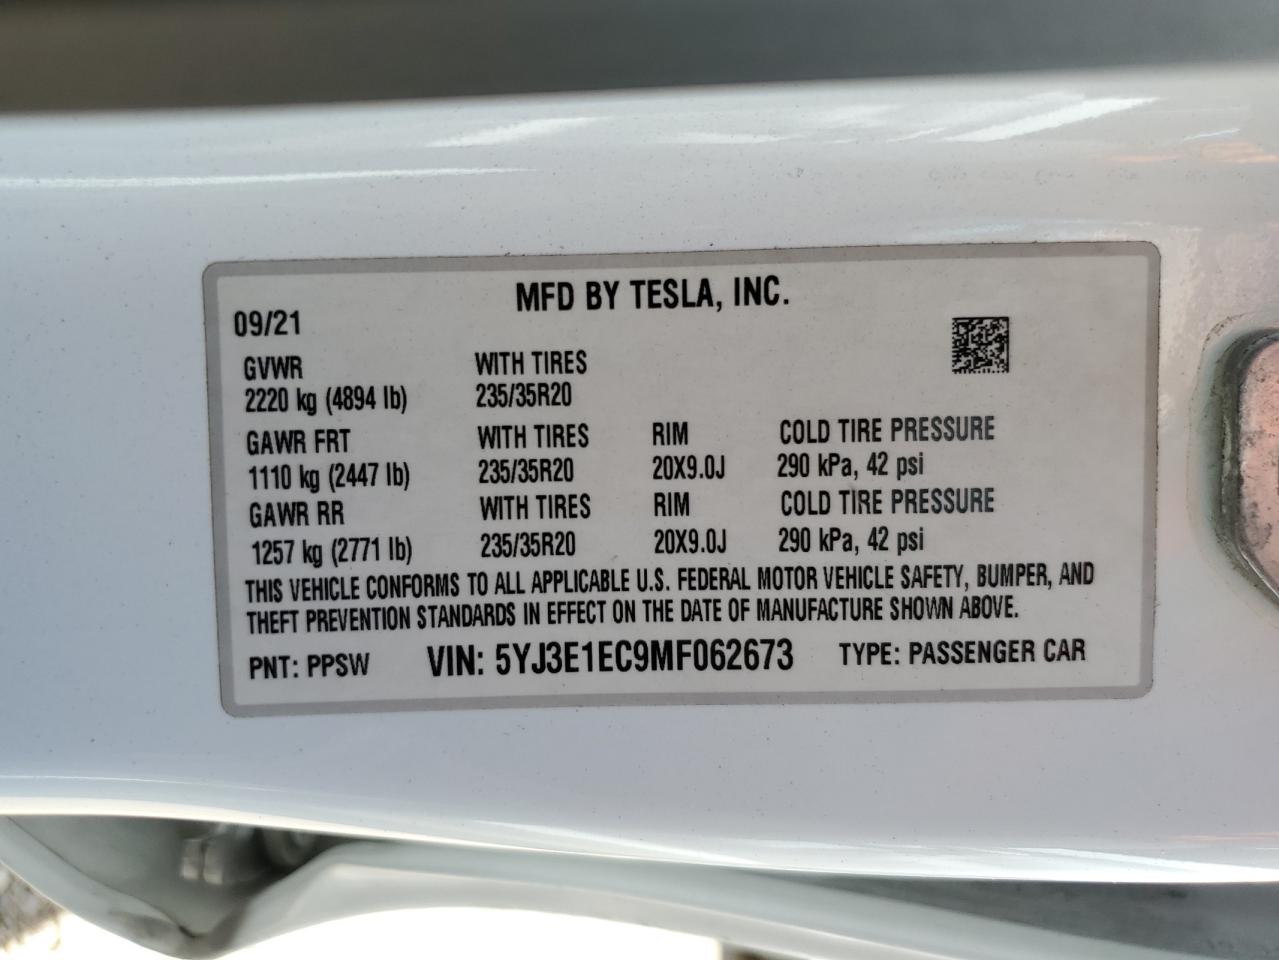 MFD BY TESLA, INC.
09/21
GVWR WITH TIRES
2220 kg (4894 lb) 235/35R20
GAWR FRT WITH TIRES RIM COLD TIRE PRESSURE
1110 kg (2447 lb) 235/35R20 20X9.0J 290 kPa, 42 psi
GAWR RR WITH TIRES RIM COLD TIRE PRESSURE
1257 kg (2771 lb) 235/35R20 20X9.0J 290 kPa, 42 psi
THIS VEHICLE CONFORMS TO ALL APPLICABLE U.S. FEDERAL MOTOR VEHICLE SAFETY, BUMPER, AND
THEFT PREVENTION STANDARDS IN EFFECT ON THE DATE OF MANUFACTURE SHOWN ABOVE.
PNT: PPSW VIN: 5YJ3E1EC9MF062673 TYPE: PASSENGER CAR